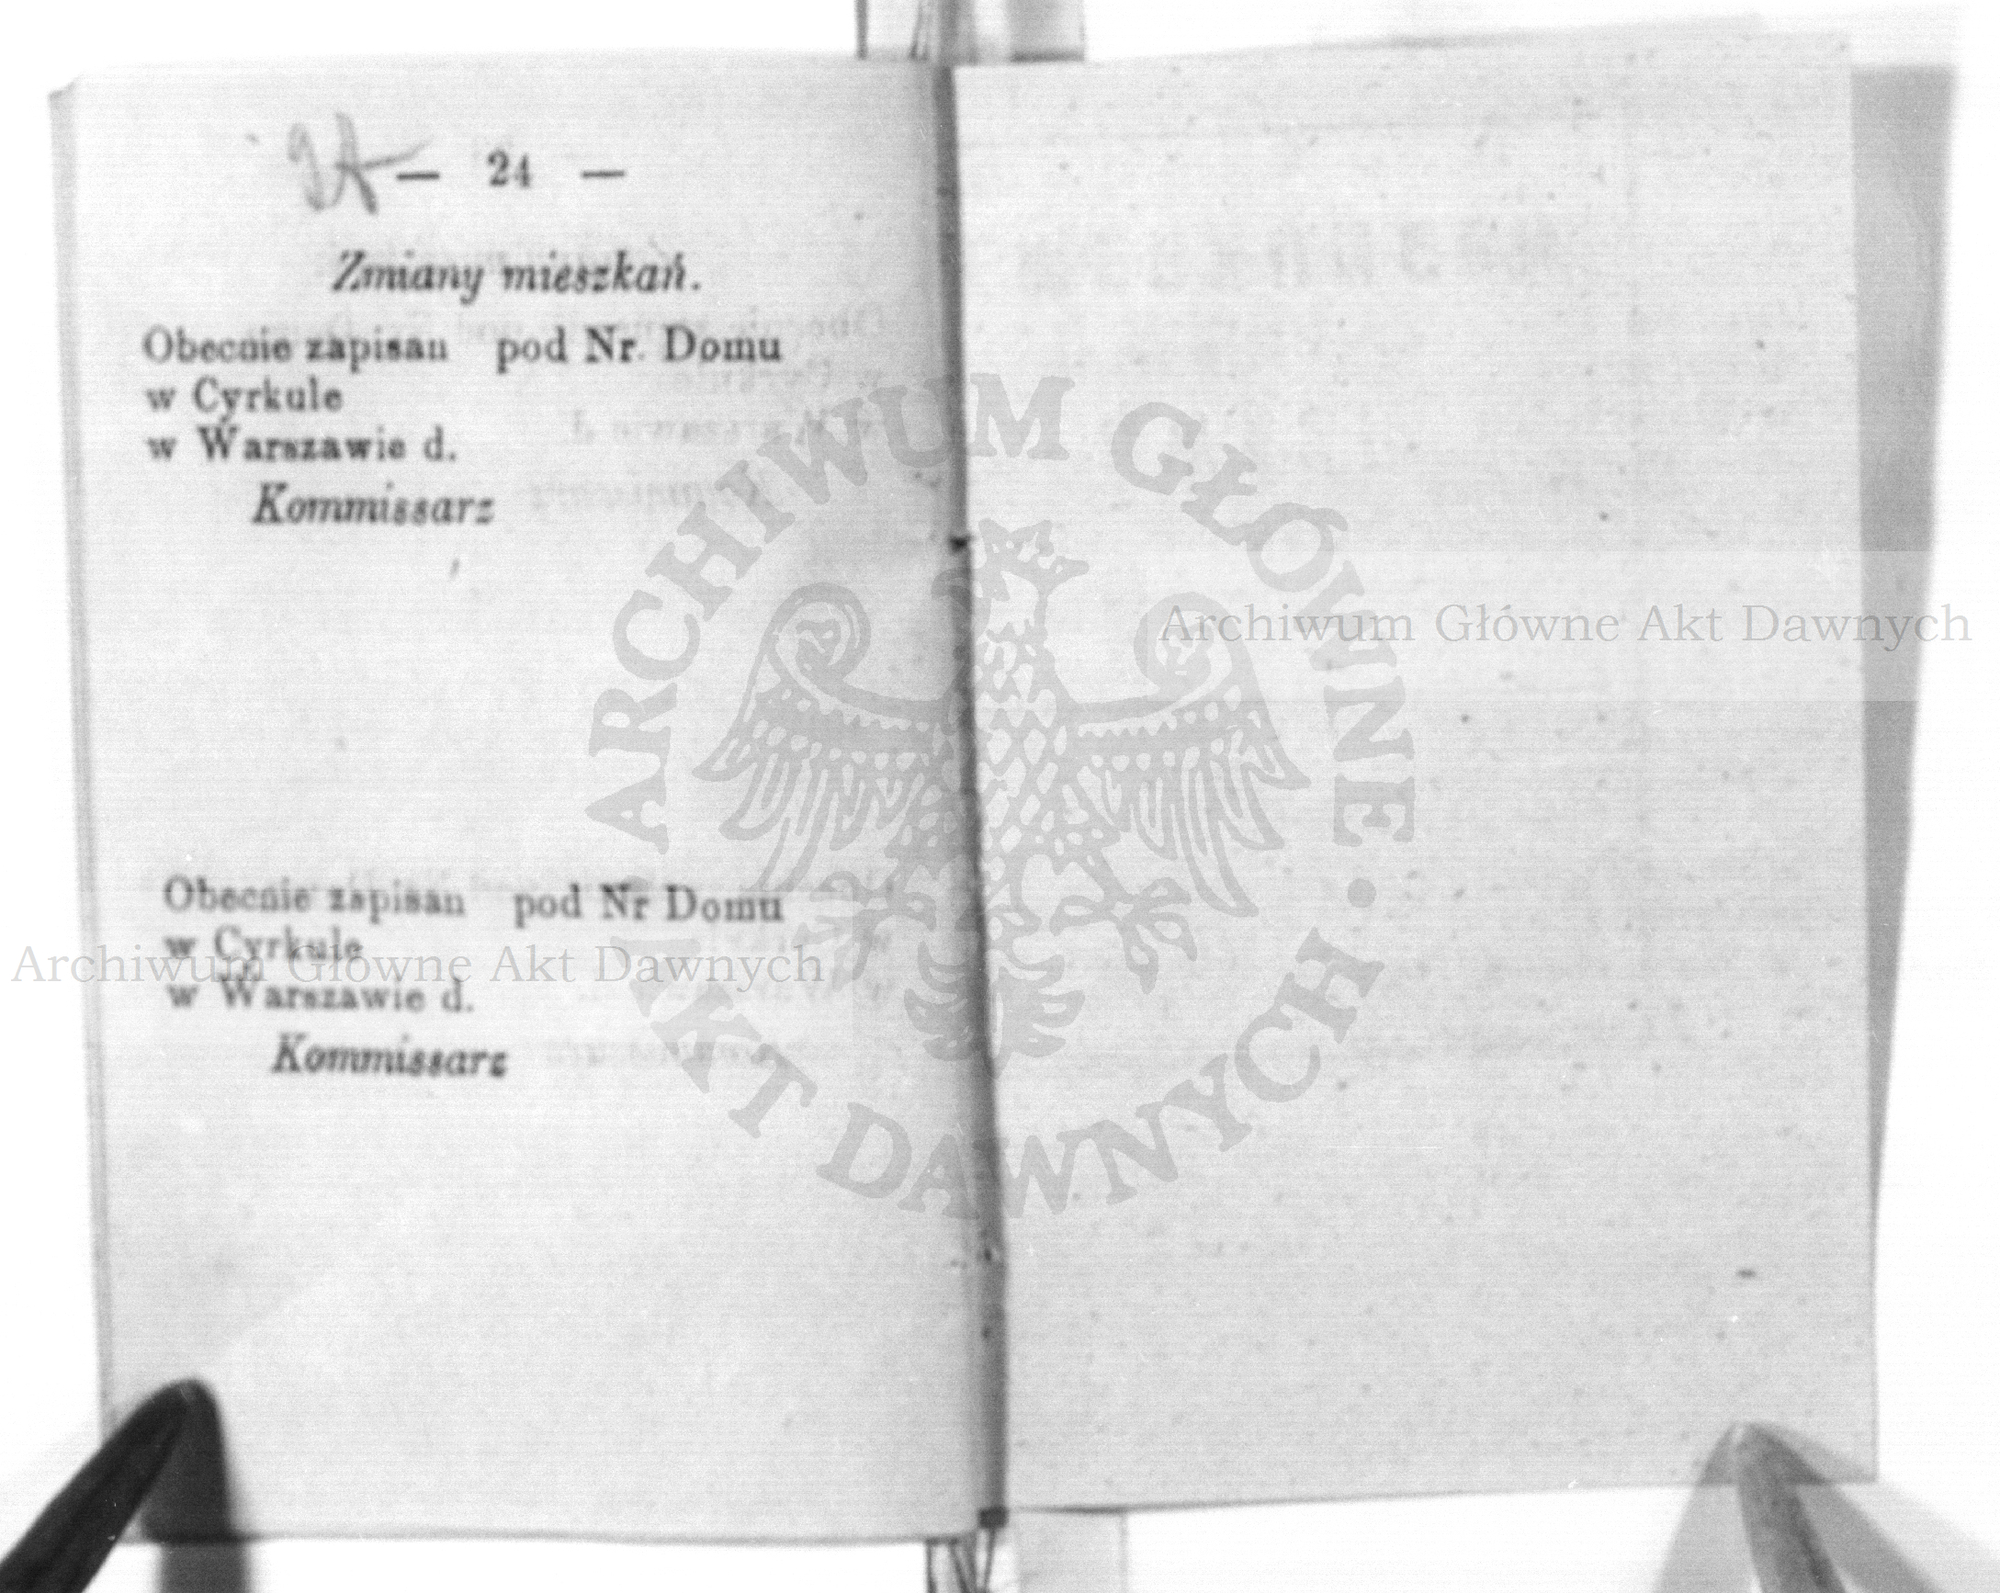 24
— 24 —
Zmiany mieszkań.
Obecnie zapisan pod Nr. Domu
w Cyrkule
w Warszawie d.
Kommissarz
Obecnie zapisan pod Nr Domu
w Cyrkule
w Warszawie d.
Kommissarz
ARCHIWUM GŁÓWNE · AKT DAWNYCH ·
Archiwum Główne Akt Dawnych
Archiwum Główne Akt Dawnych